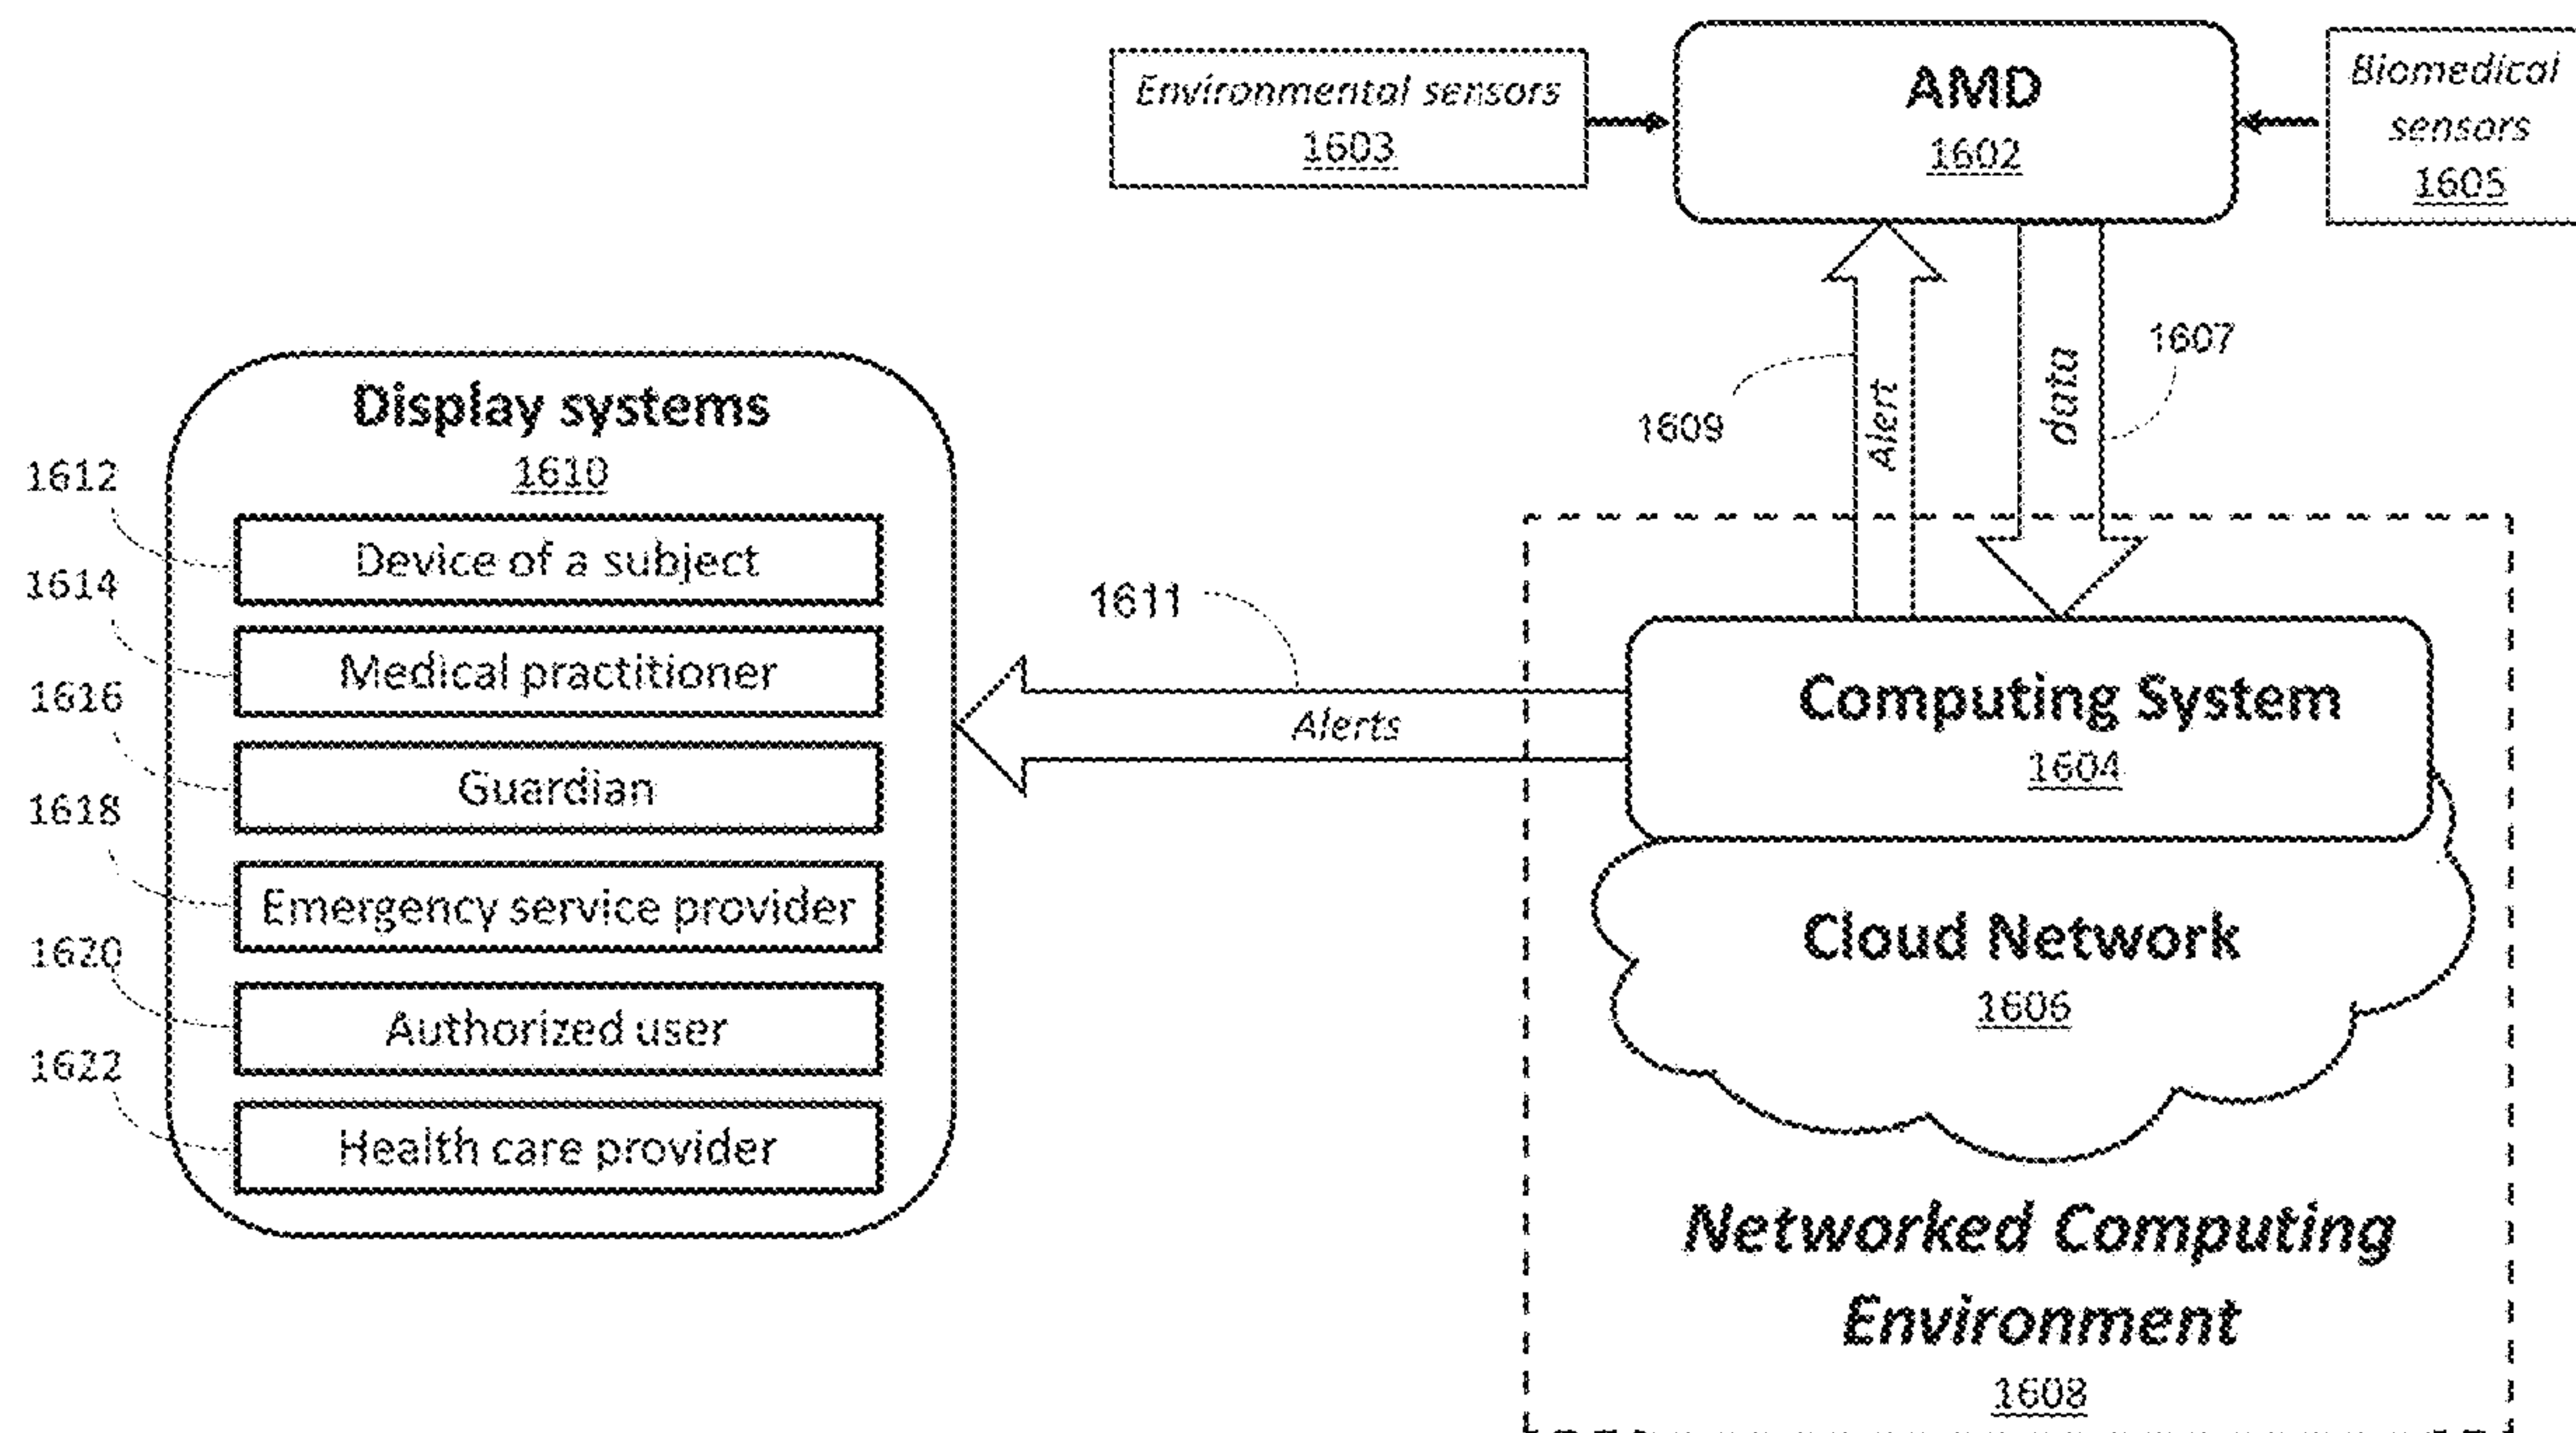 Environmental sensors
1603
AMD
1602
Biomedical
sensors
1605
1609
Alert
data
1607
Display systems
1610
1612
Device of a subject
1614
Medical practitioner
1616
Guardian
1618
Emergency service provider
1620
Authorized user
1622
Health care provider
1611
Alerts
Computing System
1604
Cloud Network
1606
Networked Computing
Environment
1608